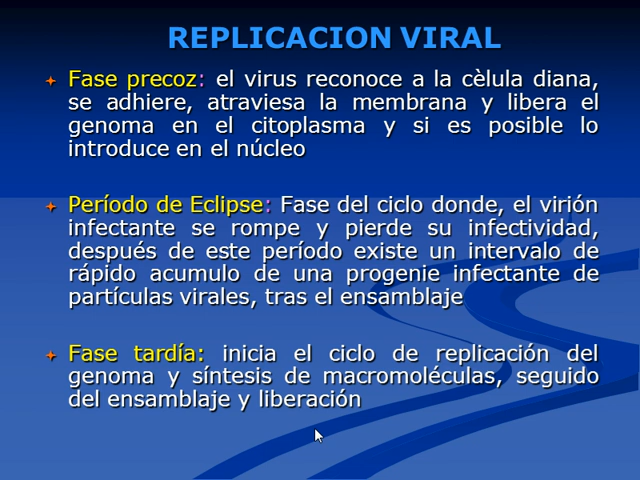 REPLICACION VIRAL
Fase precoz: el virus reconoce a la cèlula diana,
se adhiere, atraviesa la membrana y libera el
genoma en el citoplasma y si es posible lo
introduce en el núcleo
Período de Eclipse: Fase del ciclo donde, el virión
infectante se rompe y pierde su infectividad,
después de este período existe un intervalo de
rápido acumulo de una progenie infectante de
partículas virales, tras el ensamblaje
Fase tardía: inicia el ciclo de replicación del
genoma y síntesis de macromoléculas, seguido
del ensamblaje y liberación